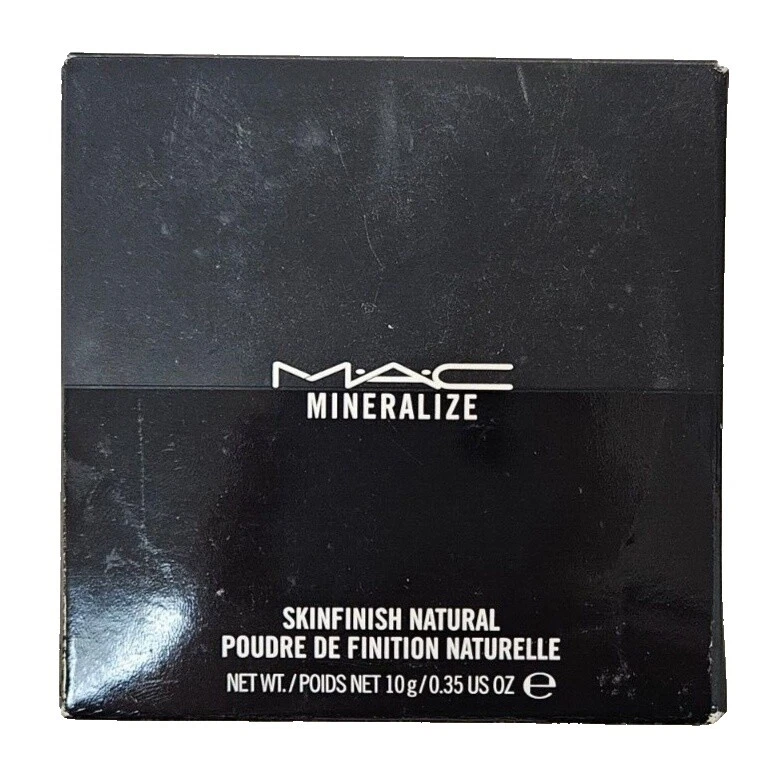 M·A·C
MINERALIZE
SKINFINISH NATURAL
POUDRE DE FINITION NATURELLE
NET WT./POIDS NET 10 g/0.35 US OZ ℮